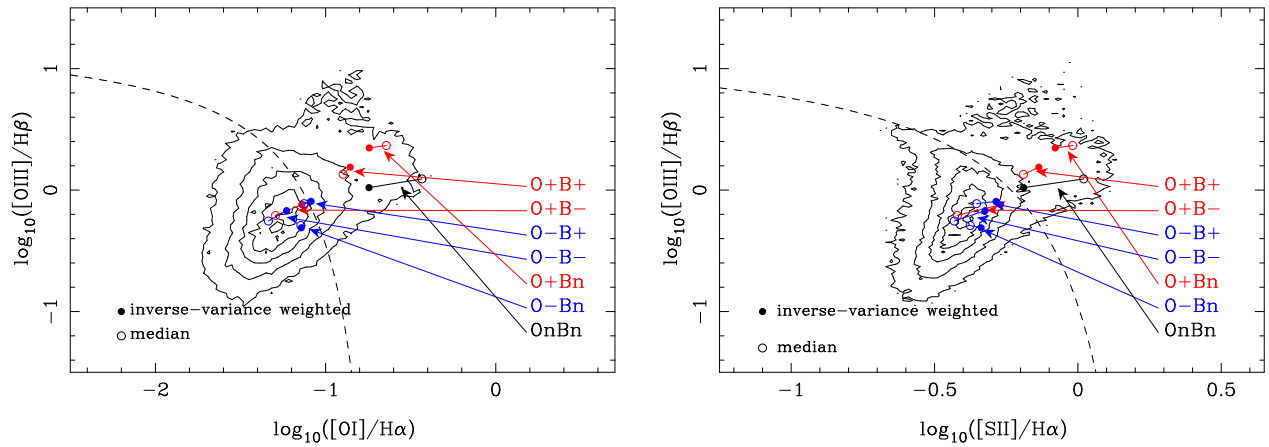 1
0
−1
log10([OIII]/Hβ)
O+B+
O+B−
O−B+
O−B−
O+Bn
O−Bn
OnBn
inverse−variance weighted
median
−2
−1
0
log10([OI]/Hα)
1
0
−1
log10([OIII]/Hβ)
O+B+
O+B−
O−B+
O−B−
O+Bn
O−Bn
OnBn
inverse−variance weighted
median
−1
−0.5
0
0.5
log10([SII]/Hα)